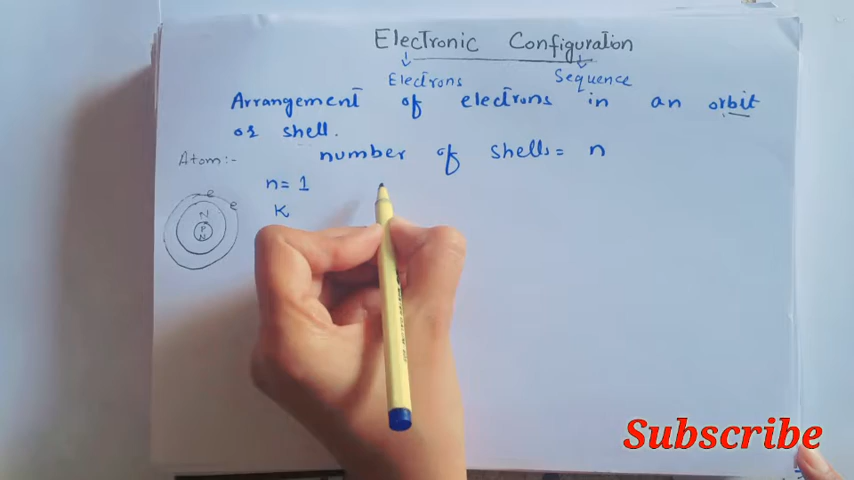 Electronic Configuration
Electrons Sequence
Arrangement of electrons in an orbit
or shell.
Atom:- number of shells = n
n = 1
K
e
e
N
P
N
Subscribe